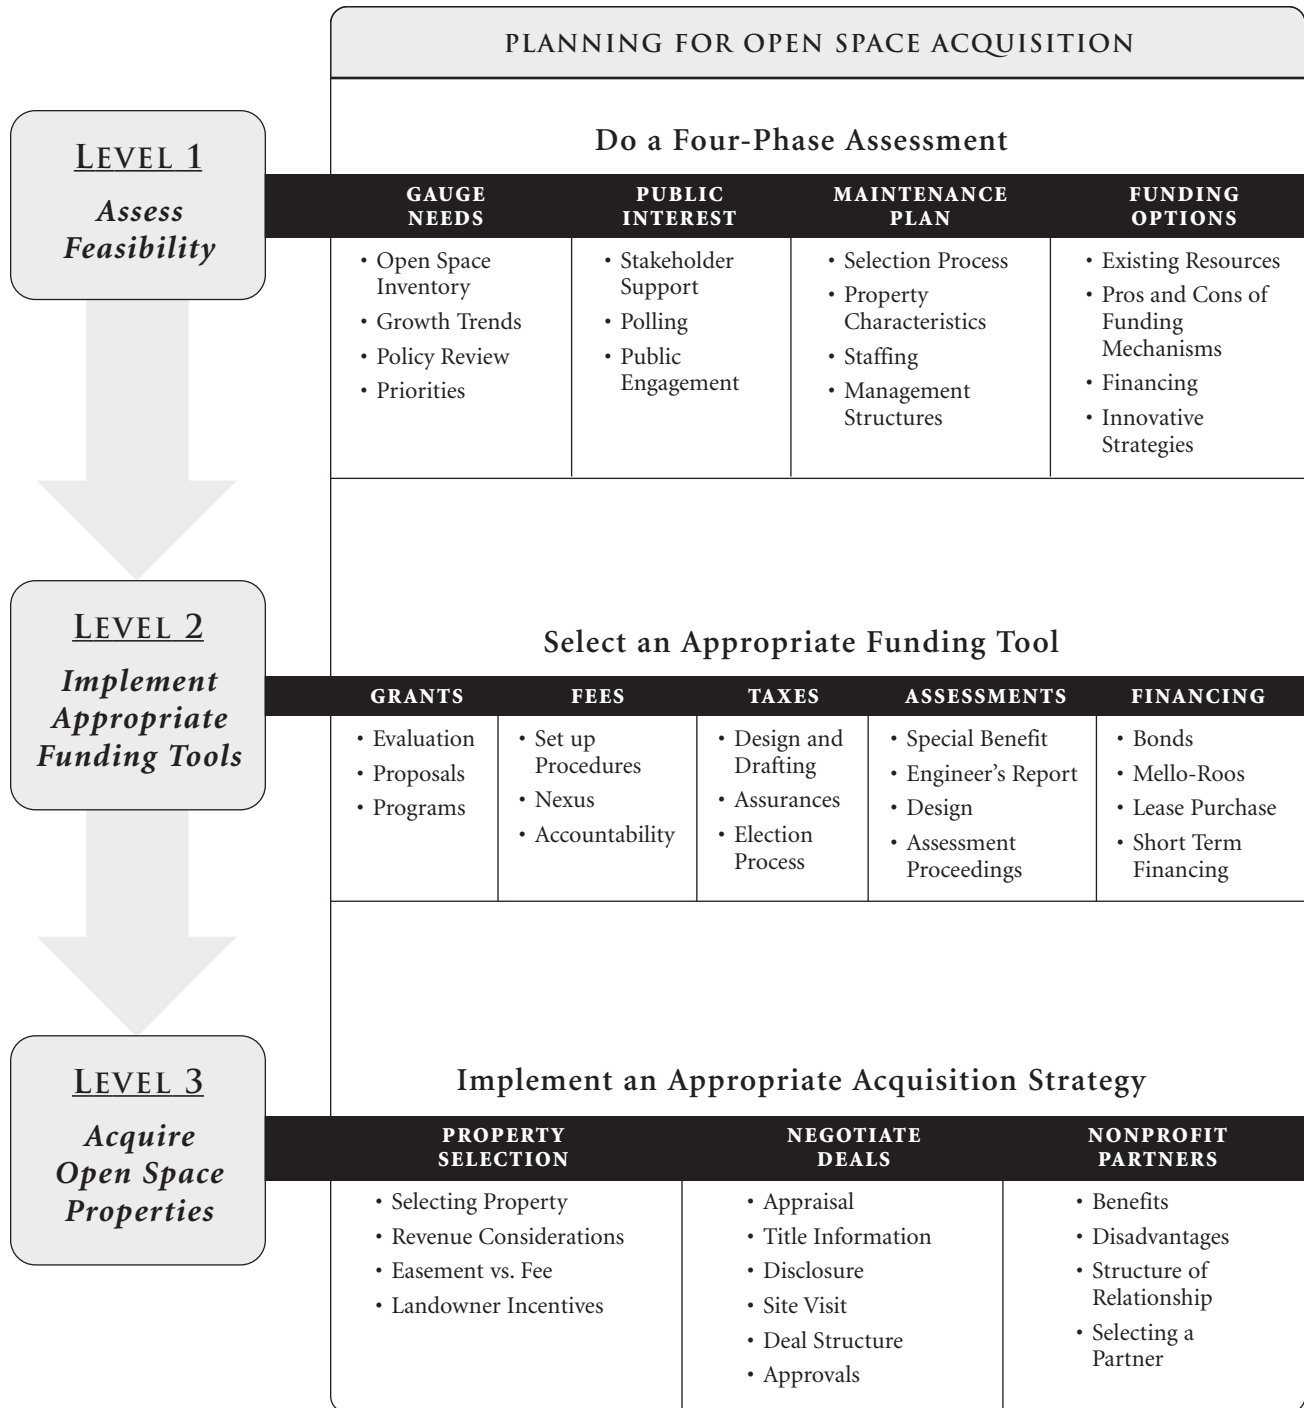 PLANNING FOR OPEN SPACE ACQUISITION
LEVEL 1
Assess
Feasibility
Do a Four-Phase Assessment
GAUGE
NEEDS
• Open Space
Inventory
• Growth Trends
• Policy Review
• Priorities
PUBLIC
INTEREST
• Stakeholder
Support
• Polling
• Public
Engagement
MAINTENANCE
PLAN
• Selection Process
• Property
Characteristics
• Staffing
• Management
Structures
FUNDING
OPTIONS
• Existing Resources
• Pros and Cons of
Funding
Mechanisms
• Financing
• Innovative
Strategies
LEVEL 2
Implement
Appropriate
Funding Tools
Select an Appropriate Funding Tool
GRANTS
• Evaluation
• Proposals
• Programs
FEES
• Set up
Procedures
• Nexus
• Accountability
TAXES
• Design and
Drafting
• Assurances
• Election
Process
ASSESSMENTS
• Special Benefit
• Engineer's Report
• Design
• Assessment
Proceedings
FINANCING
• Bonds
• Mello-Roos
• Lease Purchase
• Short Term
Financing
LEVEL 3
Acquire
Open Space
Properties
Implement an Appropriate Acquisition Strategy
PROPERTY
SELECTION
• Selecting Property
• Revenue Considerations
• Easement vs. Fee
• Landowner Incentives
NEGOTIATE
DEALS
• Appraisal
• Title Information
• Disclosure
• Site Visit
• Deal Structure
• Approvals
NONPROFIT
PARTNERS
• Benefits
• Disadvantages
• Structure of
Relationship
• Selecting a
Partner